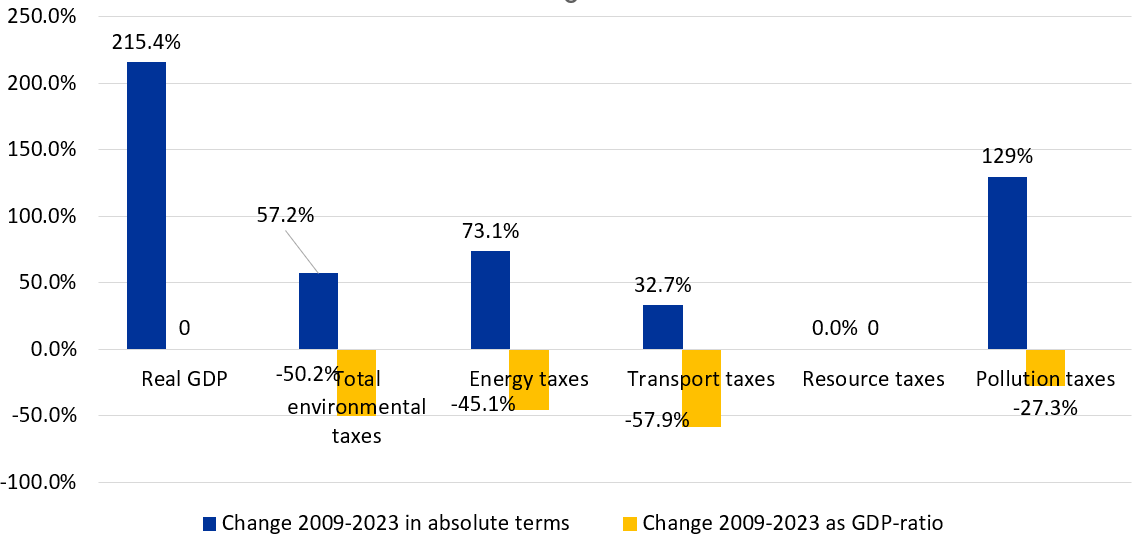 250.0%
200.0%
150.0%
100.0%
50.0%
0.0%
-50.0%
-100.0%
215.4%
0
57.2%
-50.2%
73.1%
-45.1%
32.7%
-57.9%
0.0% 0
129%
-27.3%
Real GDP
Total
environmental
taxes
Energy taxes
Transport taxes
Resource taxes
Pollution taxes
Change 2009-2023 in absolute terms
Change 2009-2023 as GDP-ratio